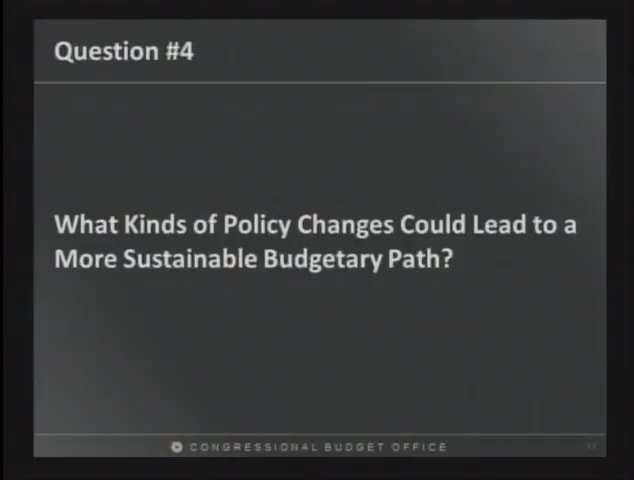 Question #4
What Kinds of Policy Changes Could Lead to a
More Sustainable Budgetary Path?
CONGRESSIONAL BUDGET OFFICE